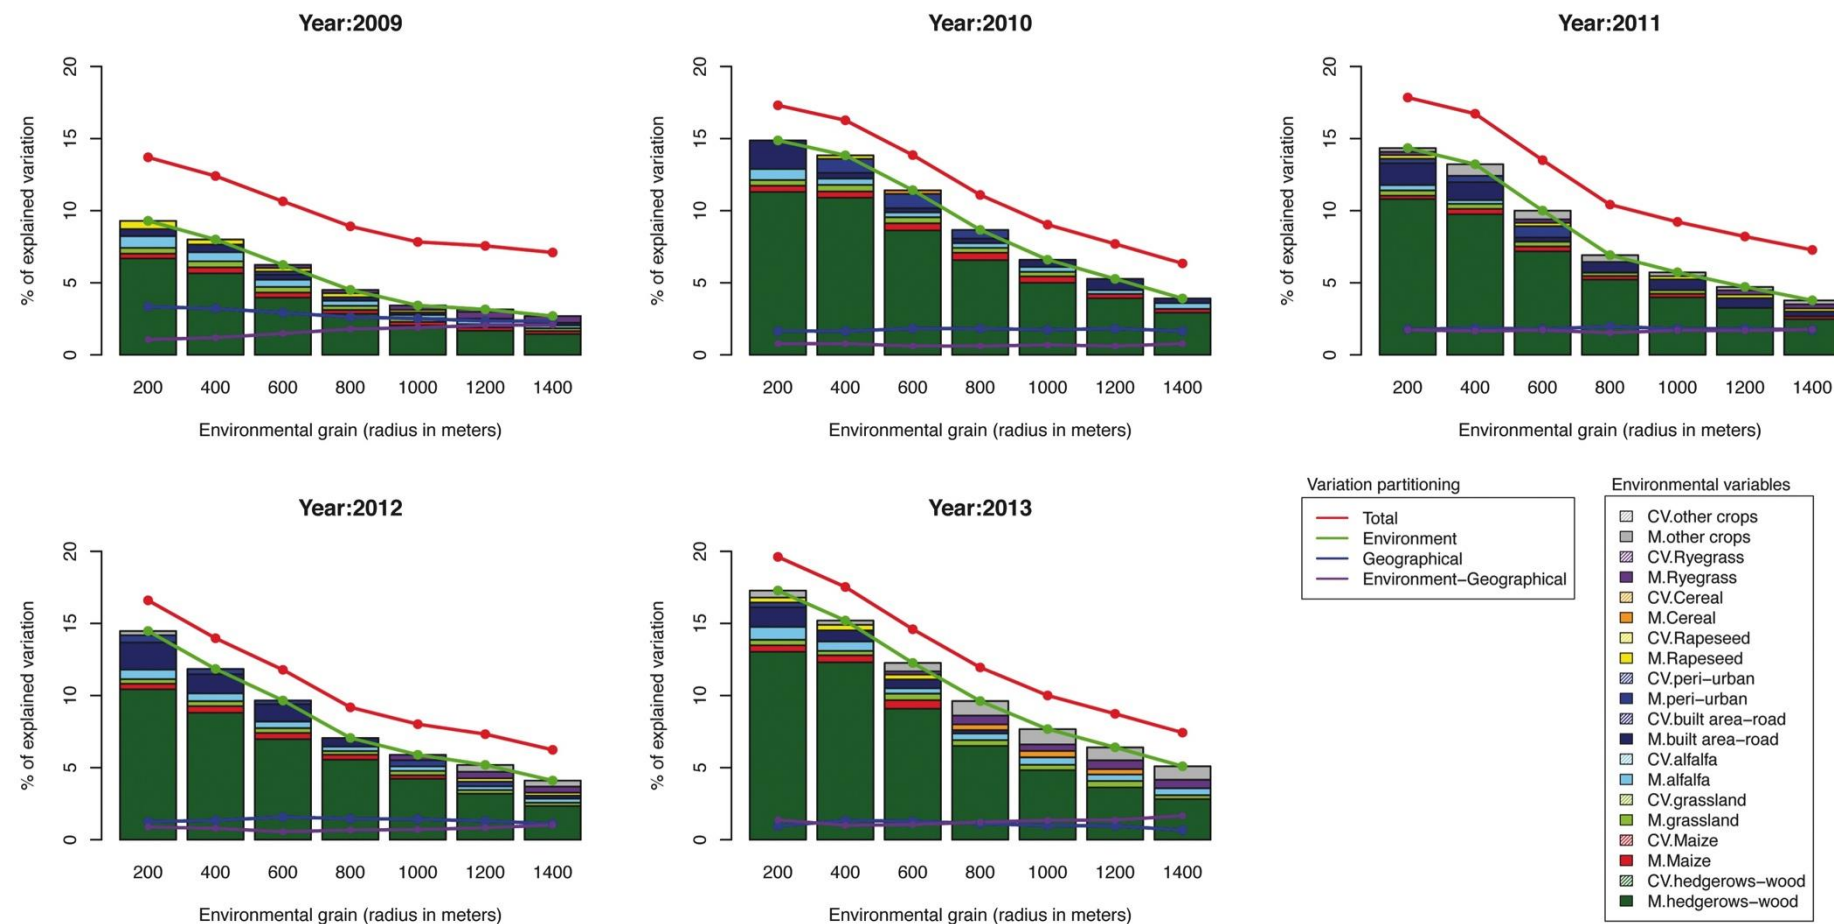 Year:2009
20
15
10
5
0
% of explained variation
200 400 600 800 1000 1200 1400
Environmental grain (radius in meters)
Year:2010
20
15
10
5
0
% of explained variation
200 400 600 800 1000 1200 1400
Environmental grain (radius in meters)
Year:2011
20
15
10
5
0
% of explained variation
200 400 600 800 1000 1200 1400
Environmental grain (radius in meters)
Year:2012
20
15
10
5
0
% of explained variation
200 400 600 800 1000 1200 1400
Environmental grain (radius in meters)
Year:2013
20
15
10
5
0
% of explained variation
200 400 600 800 1000 1200 1400
Environmental grain (radius in meters)
Variation partitioning
Total
Environment
Geographical
Environment−Geographical
Environmental variables
CV.other crops
M.other crops
CV.Ryegrass
M.Ryegrass
CV.Cereal
M.Cereal
CV.Rapeseed
M.Rapeseed
CV.peri−urban
M.peri−urban
CV.built area−road
M.built area−road
CV.alfalfa
M.alfalfa
CV.grassland
M.grassland
CV.Maize
M.Maize
CV.hedgerows−wood
M.hedgerows−wood